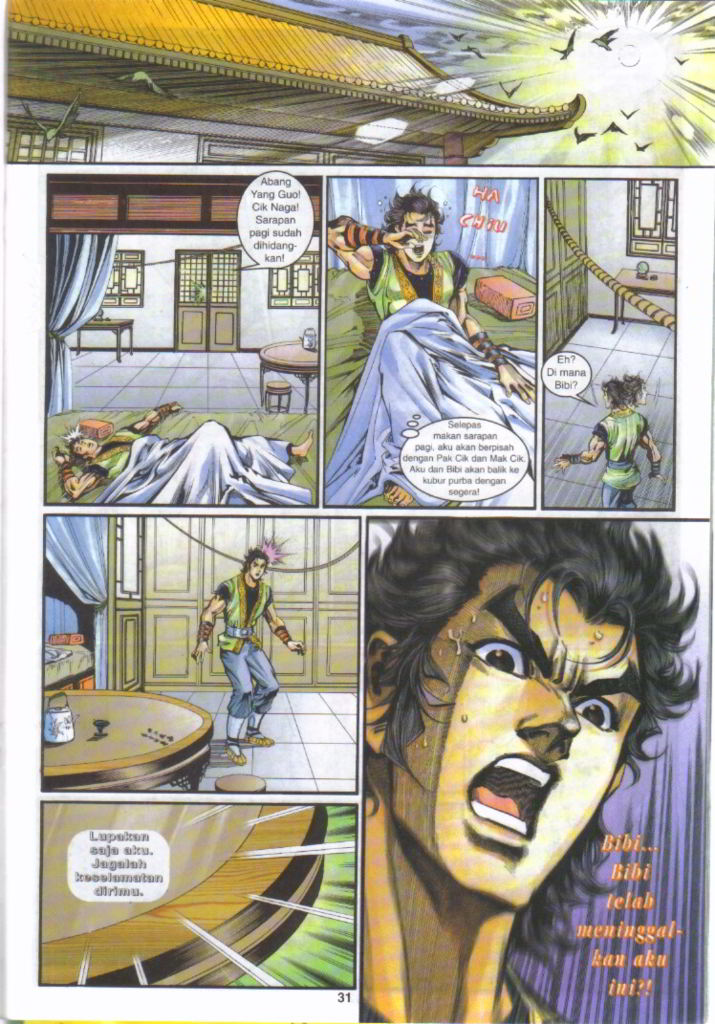 Abang
Yang Guo!
Cik Naga!
Sarapan
pagi sudah
dihidang-
kan!
HA
CHIU
...
Selepas
makan sarapan
pagi, aku akan berpisah
dengan Pak Cik dan Mak Cik.
Aku dan Bibi akan balik ke
kubur purba dengan
segera!
Eh?
Di mana
Bibi?
Lupakan
saja aku.
Jagalah
keselamatan
dirimu.
Bibi...
Bibi
telah
meninggal-
kan aku
ini?!
31